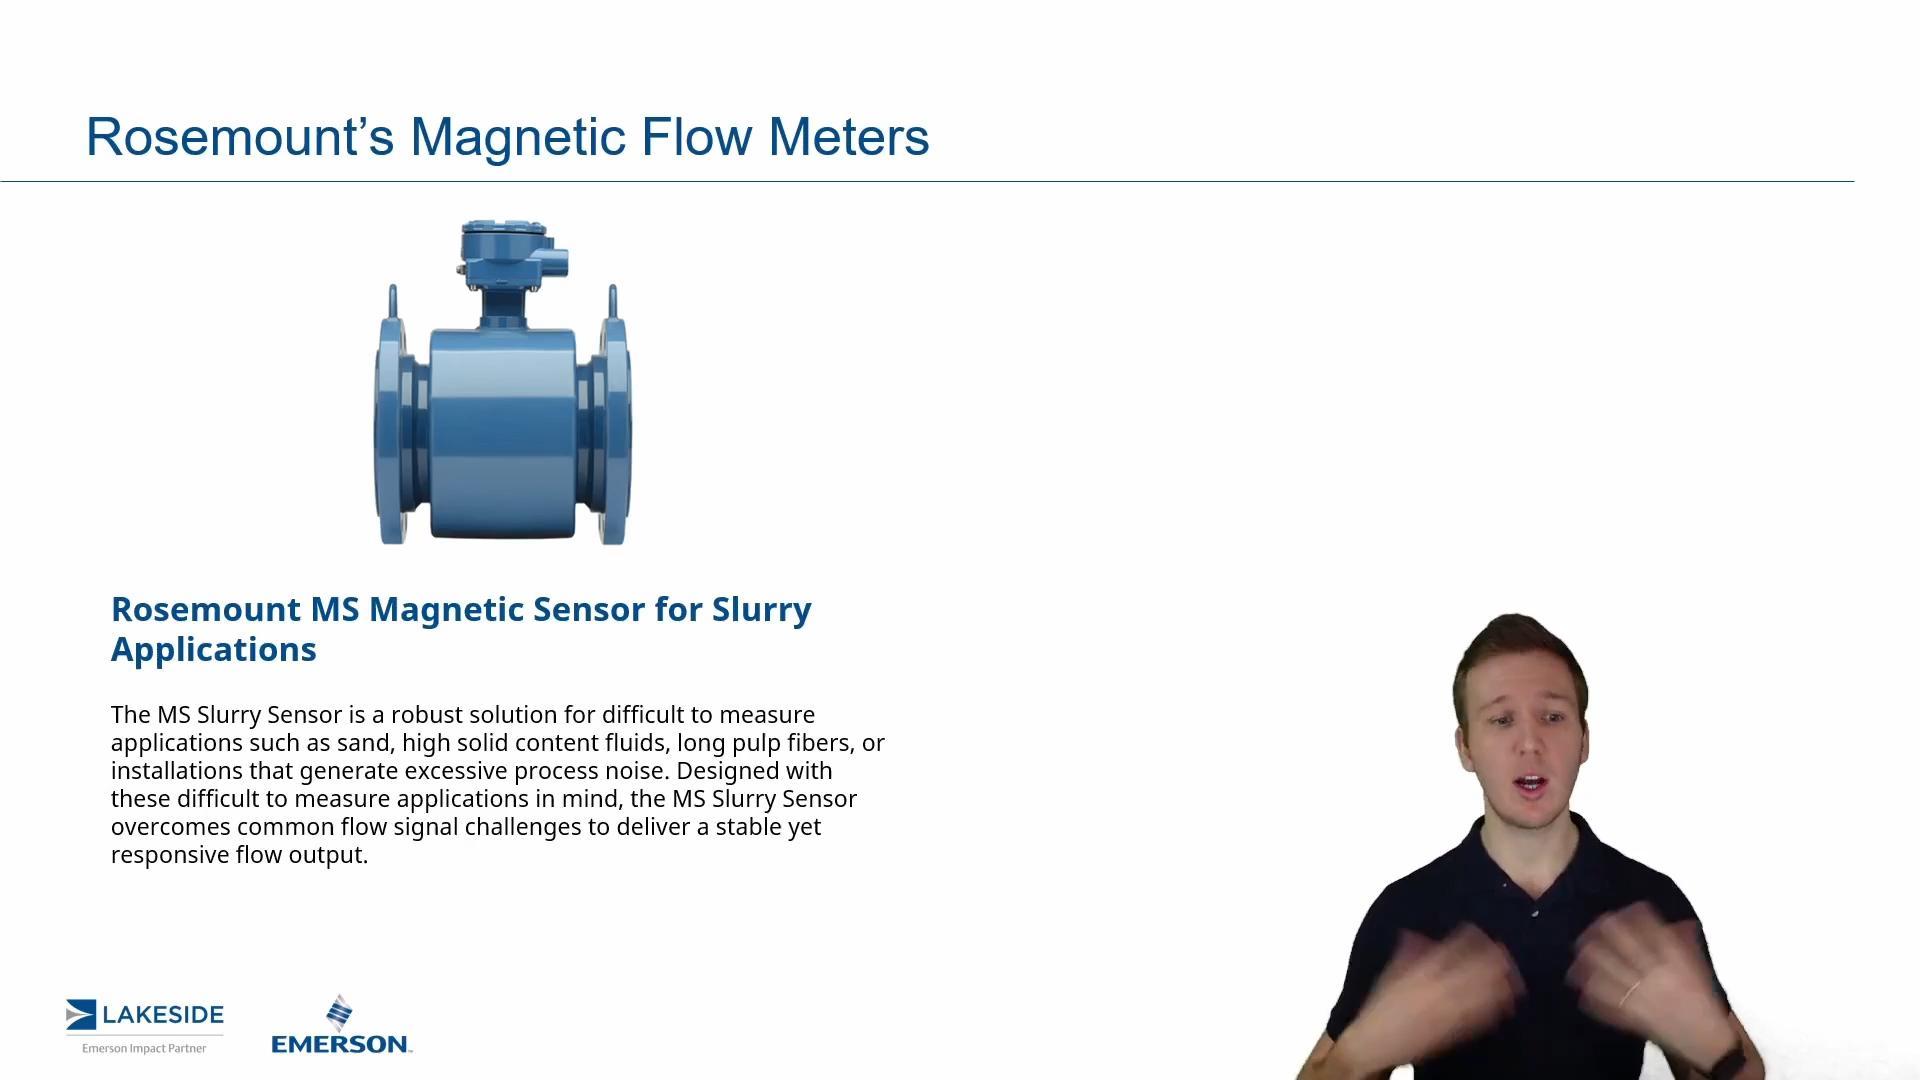 Rosemount’s Magnetic Flow Meters
Rosemount MS Magnetic Sensor for Slurry
Applications
The MS Slurry Sensor is a robust solution for difficult to measure
applications such as sand, high solid content fluids, long pulp fibers, or
installations that generate excessive process noise. Designed with
these difficult to measure applications in mind, the MS Slurry Sensor
overcomes common flow signal challenges to deliver a stable yet
responsive flow output.
LAKESIDE
Emerson Impact Partner
EMERSON